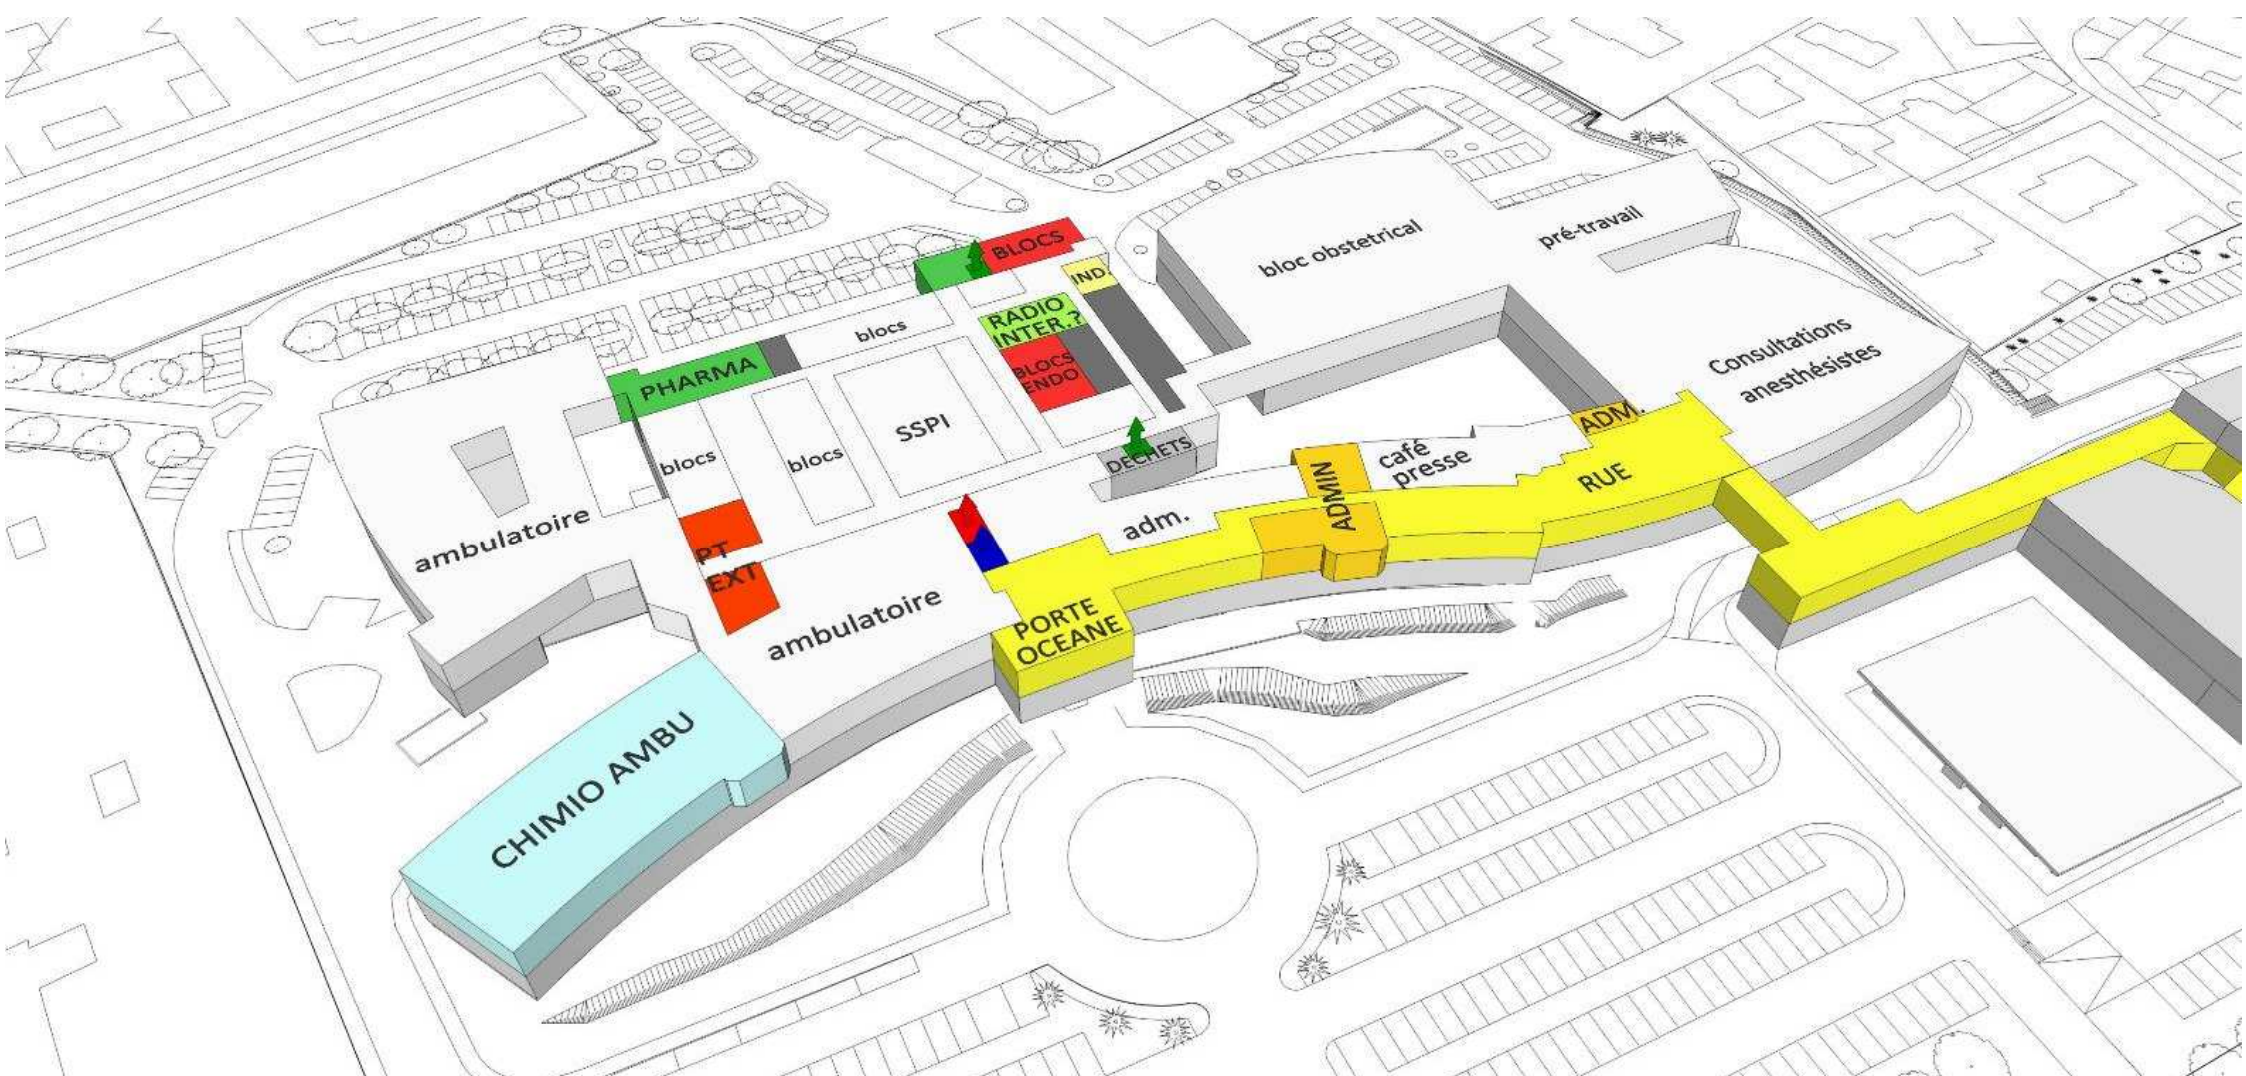 BLOCS
IND.
bloc obstetrical
pré-travail
RADIO
INTER.?
blocs
PHARMA
BLOCS
ENDO
Consultations
anesthésistes
SSPI
blocs
blocs
DECHETS
ADM.
café
presse
ADMIN
RUE
ambulatoire
adm.
PT
EXT
ambulatoire
PORTE
OCEANE
CHIMIO AMBU